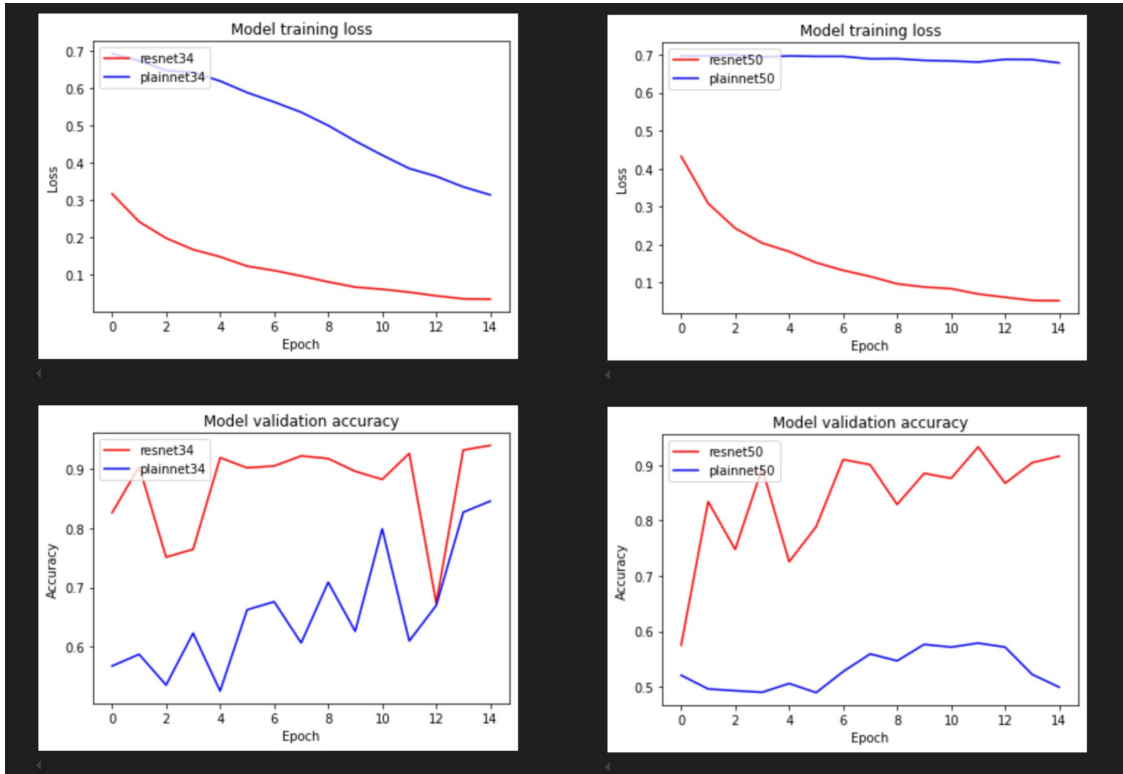 Model training loss
resnet34
plainnet34
0.7
0.6
0.5
0.4
0.3
0.2
0.1
Loss
0 2 4 6 8 10 12 14
Epoch
Model training loss
resnet50
plainnet50
0.7
0.6
0.5
0.4
0.3
0.2
0.1
Loss
0 2 4 6 8 10 12 14
Epoch
Model validation accuracy
resnet34
plainnet34
0.9
0.8
0.7
0.6
Accuracy
0 2 4 6 8 10 12 14
Epoch
Model validation accuracy
resnet50
plainnet50
0.9
0.8
0.7
0.6
0.5
Accuracy
0 2 4 6 8 10 12 14
Epoch